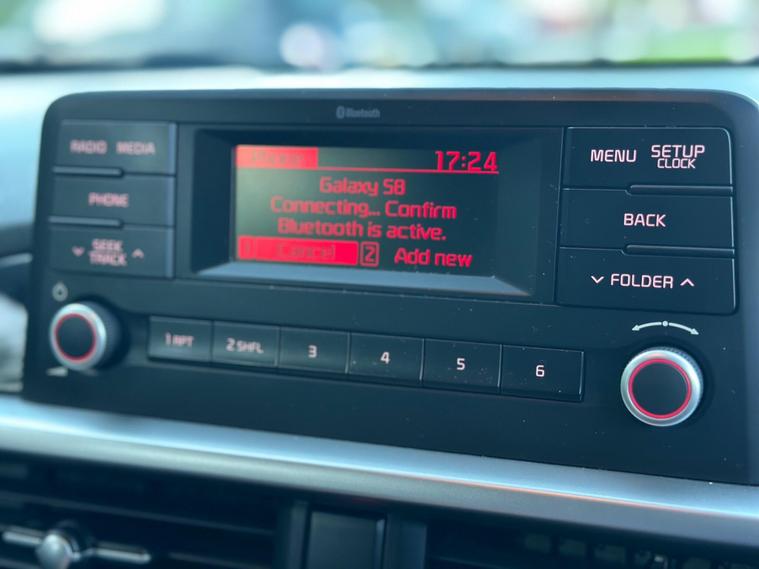 Bluetooth
RADIO MEDIA
PHONE
SEEK
TRACK
17:24
Galaxy S8
Connecting... Confirm
Bluetooth is active.
1 Cancel 2 Add new
MENU SETUP
CLOCK
BACK
FOLDER
1 RPT 2 SHFL 3 4 5 6